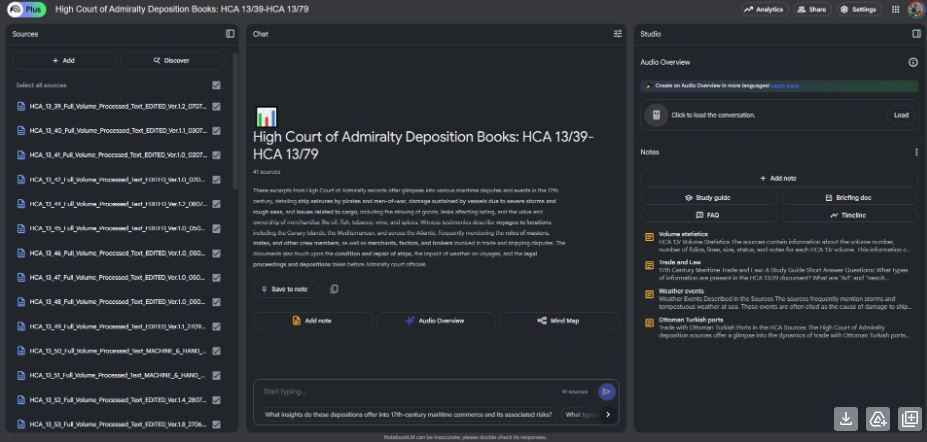 Plus
High Court of Admiralty Deposition Books: HCA 13/39-HCA 13/79
Analytics
Share
Settings
Sources
+ Add
Discover
Select all sources
HCA_13_39_Full_Volume_Processed_Text_EDITED_Ver.1.2_0707...
HCA_13_40_Full_Volume_Processed_Text_EDITED_Ver.1.1_0307...
HCA_13_41_Full_Volume_Processed_Text_EDITED_Ver.1.0_0207...
HCA_13_42_Full_Volume_Processed_Text_EDITED_Ver.1.0_020...
HCA_13_44_Full_Volume_Processed_Text_EDITED_Ver.1.2_0807...
HCA_13_45_Full_Volume_Processed_Text_EDITED_Ver.1.0_050...
HCA_13_46_Full_Volume_Processed_Text_EDITED_Ver.1.0_050...
HCA_13_47_Full_Volume_Processed_Text_EDITED_Ver.1.0_050...
HCA_13_48_Full_Volume_Processed_Text_EDITED_Ver.1.0_050...
HCA_13_49_Full_Volume_Processed_Text_EDITED_Ver.1.1_2709...
HCA_13_50_Full_Volume_Processed_Text_MACHINE_&_HAND_...
HCA_13_51_Full_Volume_Processed_Text_MACHINE_&_HAND_...
HCA_13_52_Full_Volume_Processed_Text_EDITED_Ver.1.4_2807...
HCA_13_53_Full_Volume_Processed_Text_EDITED_Ver.1.8_2706...
Chat
High Court of Admiralty Deposition Books: HCA 13/39-
HCA 13/79
41 sources
These excerpts from High Court of Admiralty records offer glimpses into various maritime disputes and events in the 17th
century, detailing ship seizures by pirates and men-of-war, damage sustained by vessels due to severe storms and
rough seas, and issues related to cargo, including the stowing of goods, leaks affecting lading, and the value and
ownership of merchandise like oil, fish, tobacco, wine, and spices. Witness testimonies describe voyages to locations
including the Canary Islands, the Mediterranean, and across the Atlantic, frequently mentioning the roles of masters,
mates, and other crew members, as well as merchants, factors, and brokers involved in trade and shipping disputes. The
documents also touch upon the condition and repair of ships, the impact of weather on voyages, and the legal
proceedings and depositions taken before Admiralty court officials.
Save to note
Add note
Audio Overview
Mind Map
Start typing...
41 sources
What insights do these depositions offer into 17th-century maritime commerce and its associated risks?
What types
NotebookLM can be inaccurate; please double check its responses.
Studio
Audio Overview
Create an Audio Overview in more languages! Learn more
Click to load the conversation.
Load
Notes
+ Add note
Study guide
Briefing doc
FAQ
Timeline
Volume statistics
HCA 13/ Volume Statistics The sources contain information about the volume number,
number of folios, lines, size, status, and notes for each HCA 13/ volume. This information c...
Trade and Law
17th Century Maritime Trade and Law: A Study Guide Short Answer Questions: What types
of information are present in the HCA 13/39 document? What are "Ad" and "nescit...
Weather events
Weather Events Described in the Sources The sources frequently mention storms and
tempestuous weather at sea. These events are often cited as the cause of damage to ship...
Ottoman Turkish ports
Trade with Ottoman Turkish Ports in the HCA Sources The High Court of Admiralty
deposition sources offer a glimpse into the dynamics of trade with Ottoman Turkish ports...